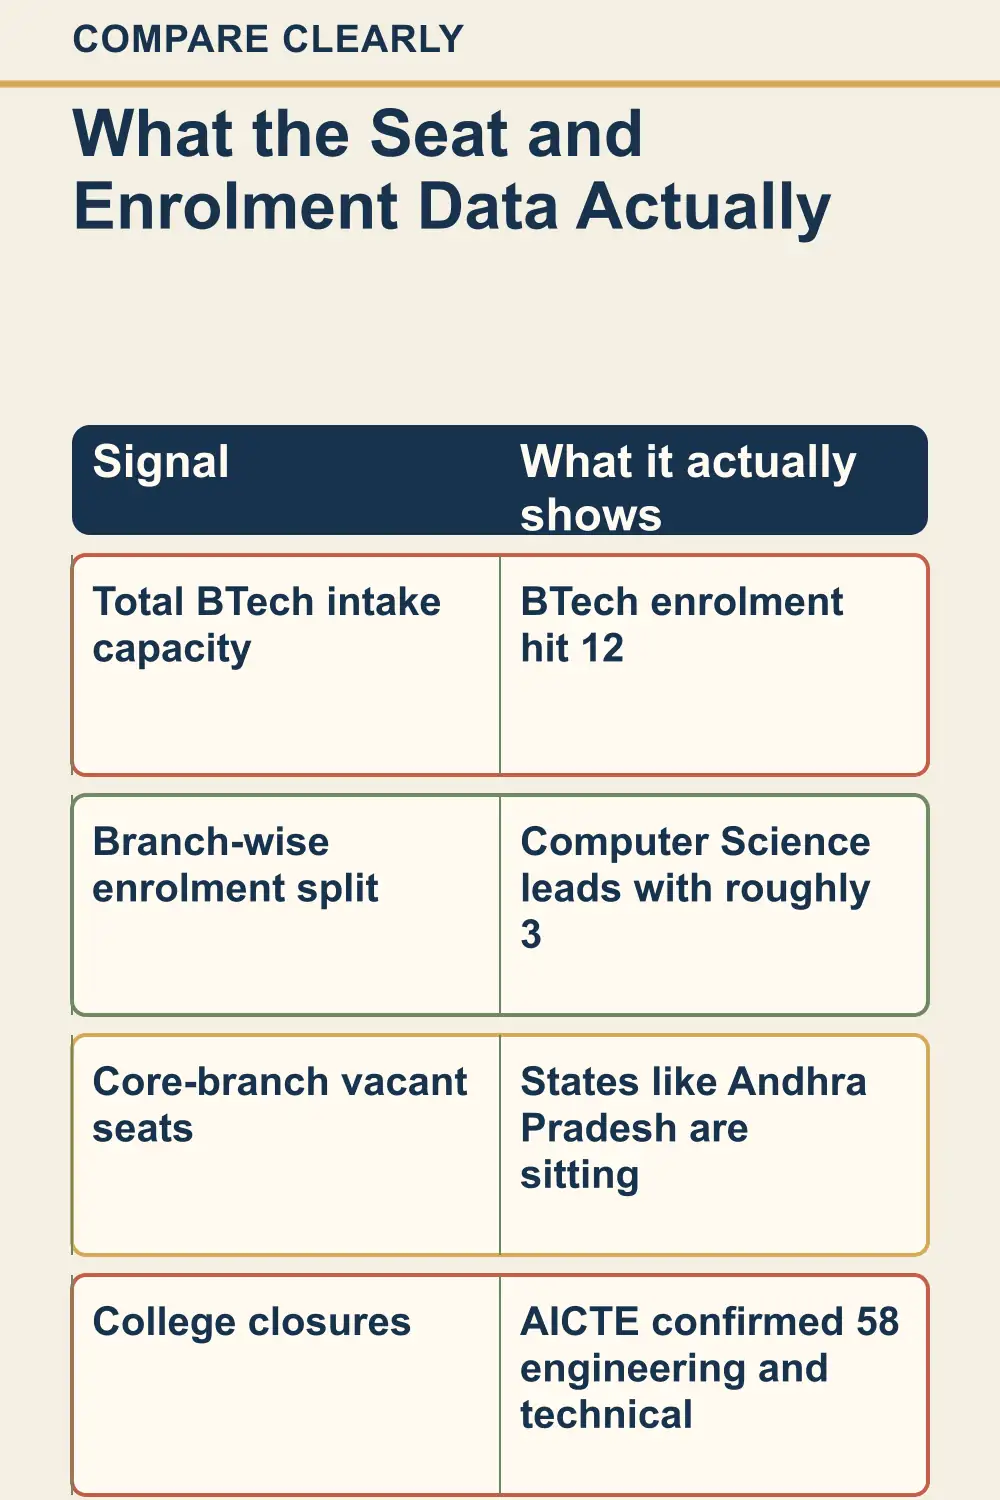 COMPARE CLEARLY
What the Seat and
Enrolment Data Actually
Signal
What it actually
shows
Total BTech intake
capacity
BTech enrolment
hit 12
Branch-wise
enrolment split
Computer Science
leads with roughly
3
Core-branch vacant
seats
States like Andhra
Pradesh are
sitting
College closures
AICTE confirmed 58
engineering and
technical